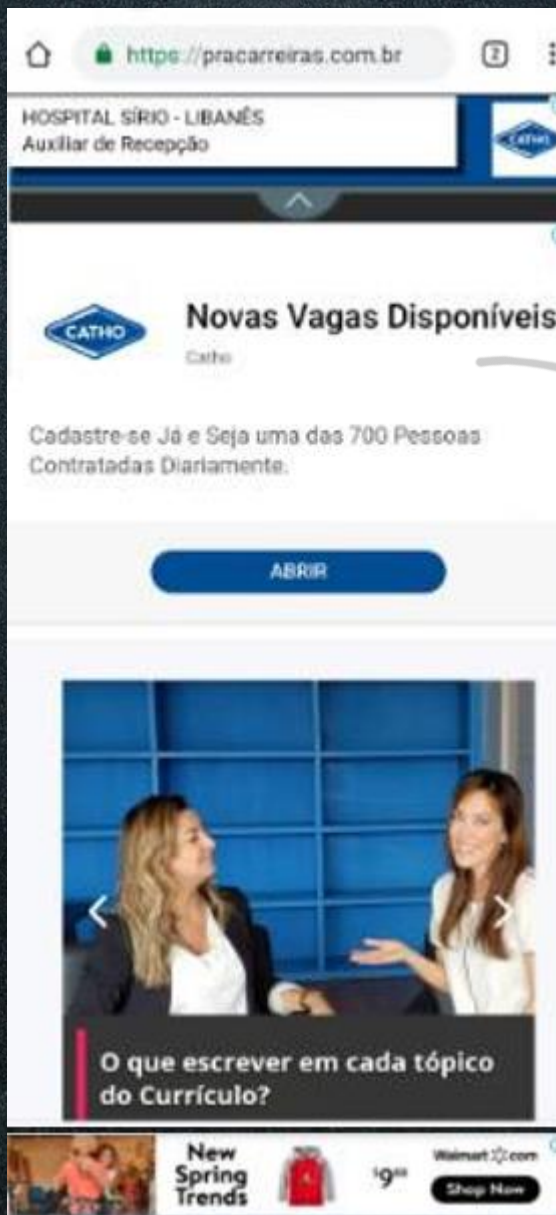 https://pracarreiras.com.br
2
HOSPITAL SÍRIO - LIBANÊS
Auxiliar de Recepção
CATHO
CATHO
Novas Vagas Disponíveis
Catho
Cadastre-se Já e Seja uma das 700 Pessoas
Contratadas Diariamente.
ABRIR
O que escrever em cada tópico
do Currículo?
New
Spring
Trends
Walmart.com
Shop Now